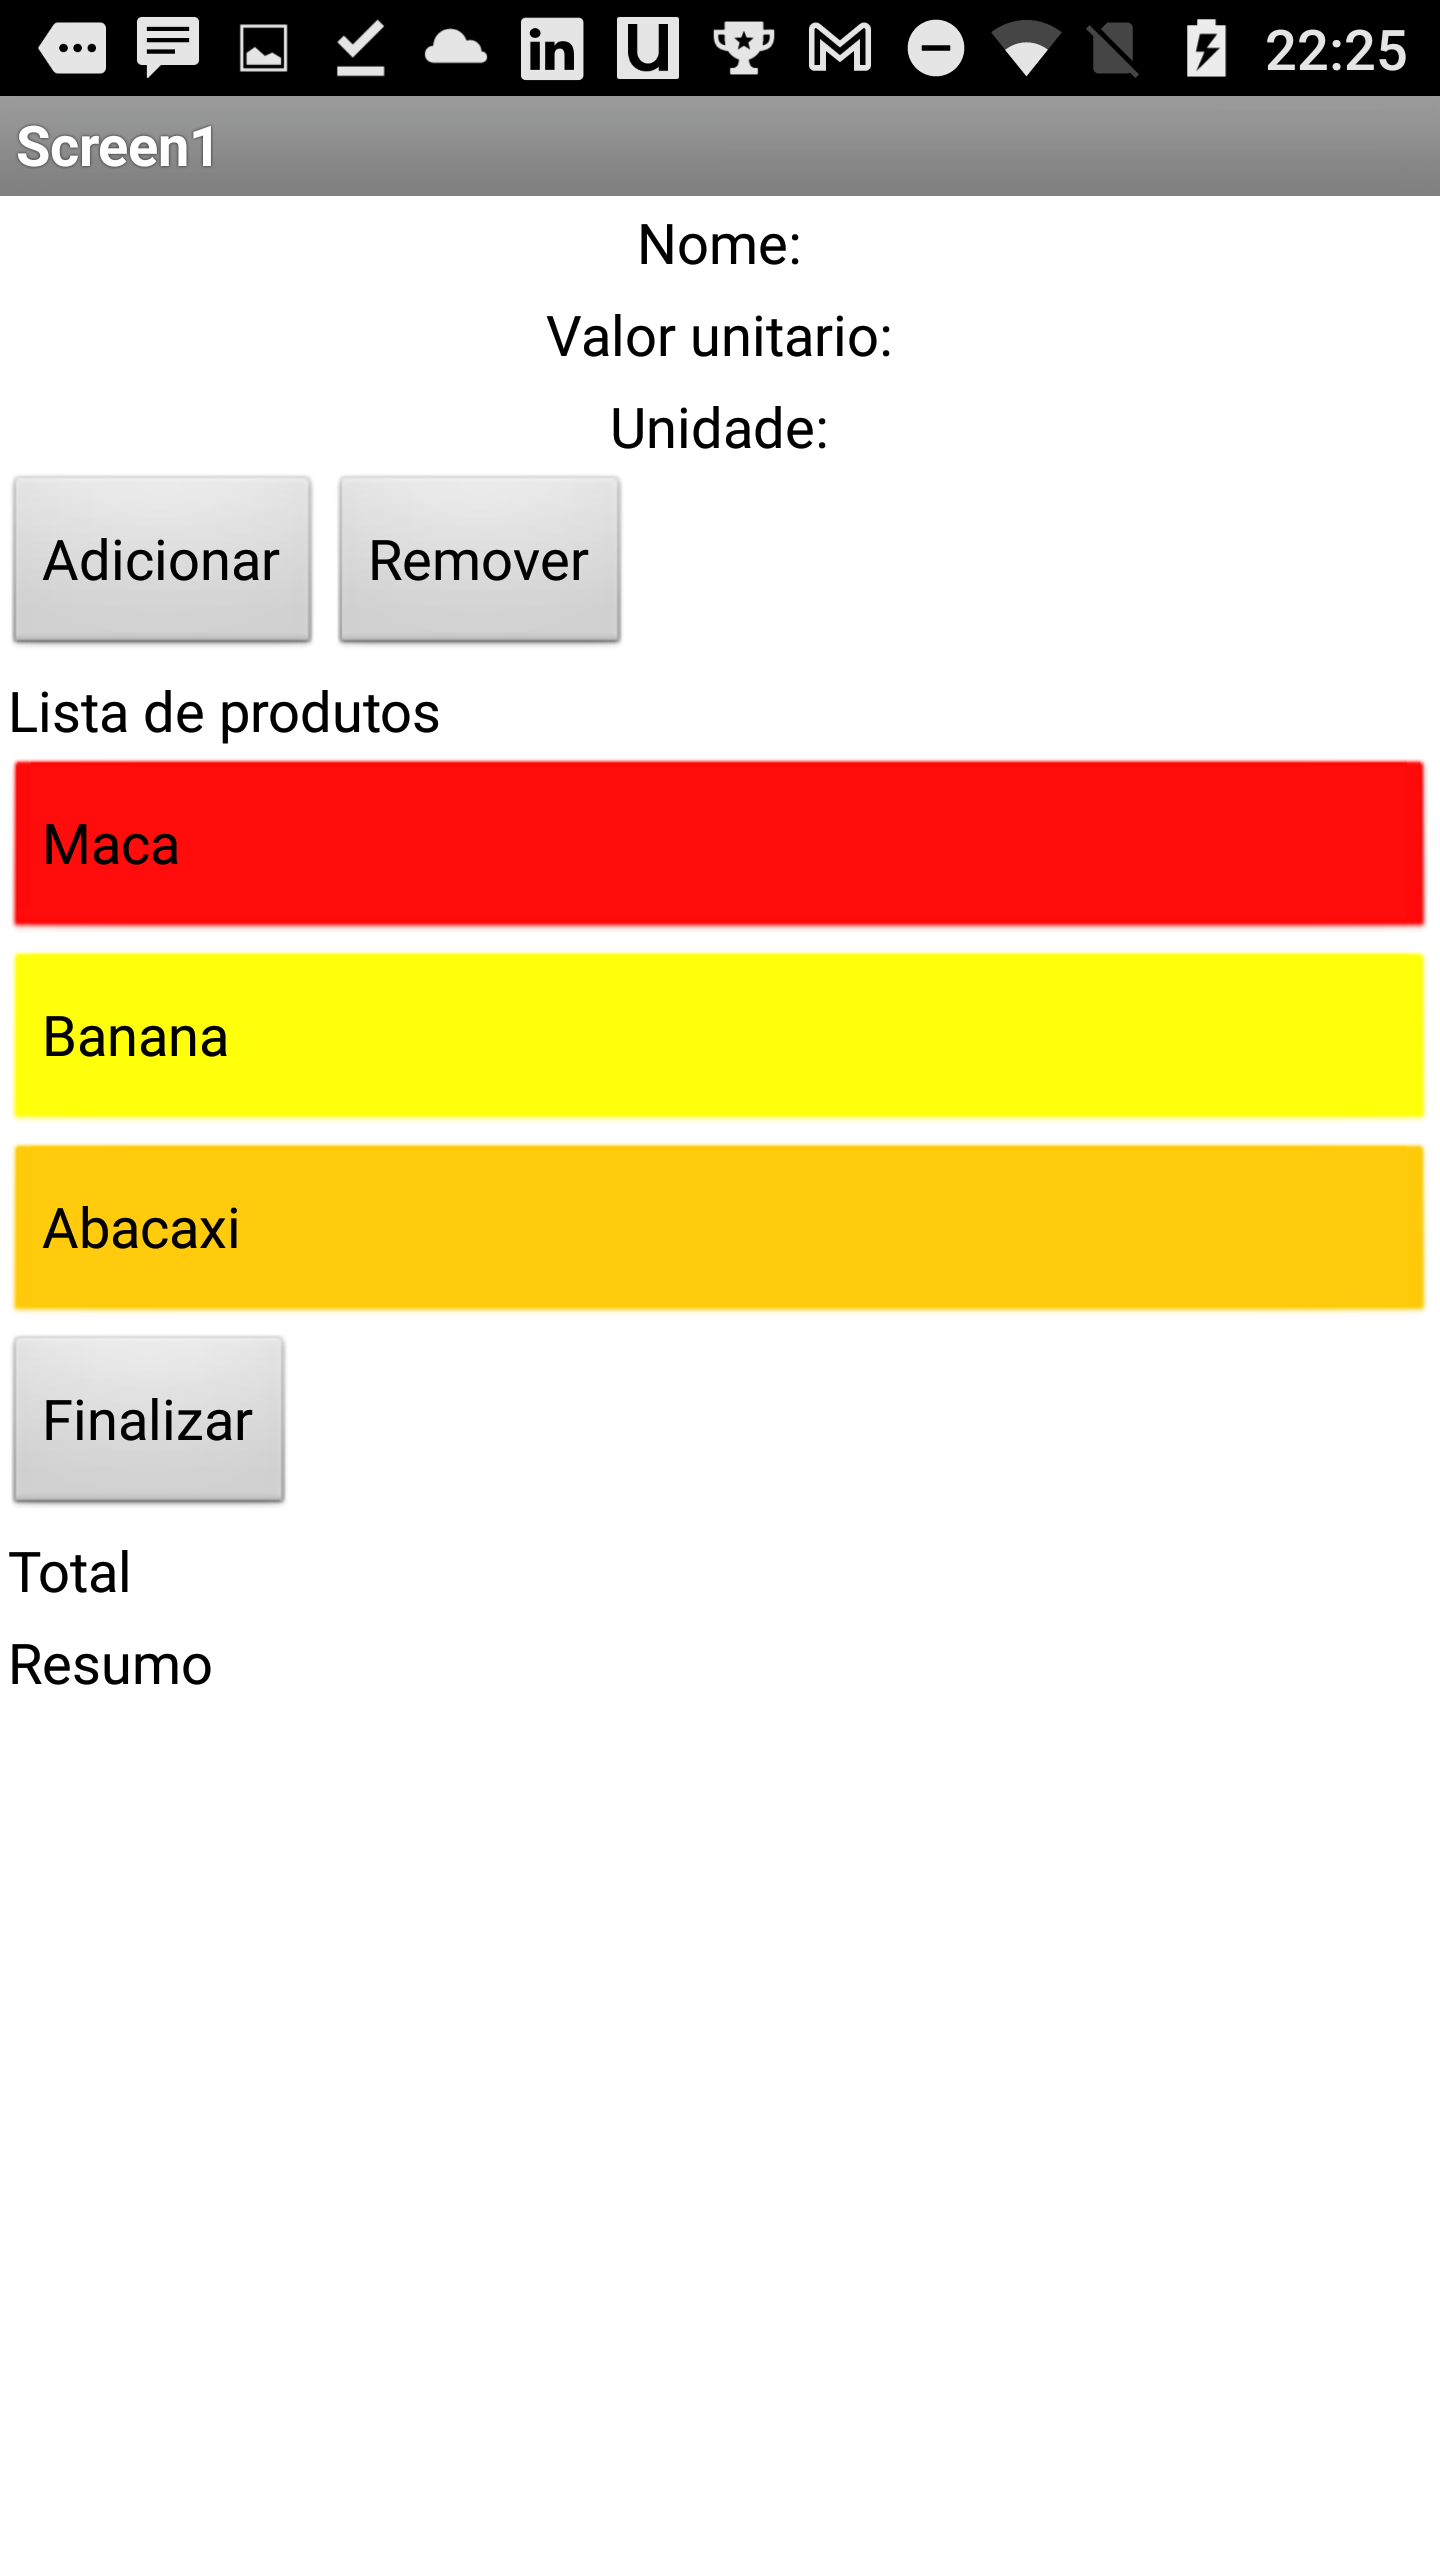 22:25
Screen1
Nome:
Valor unitario:
Unidade:
Adicionar Remover
Lista de produtos
Maca
Banana
Abacaxi
Finalizar
Total
Resumo